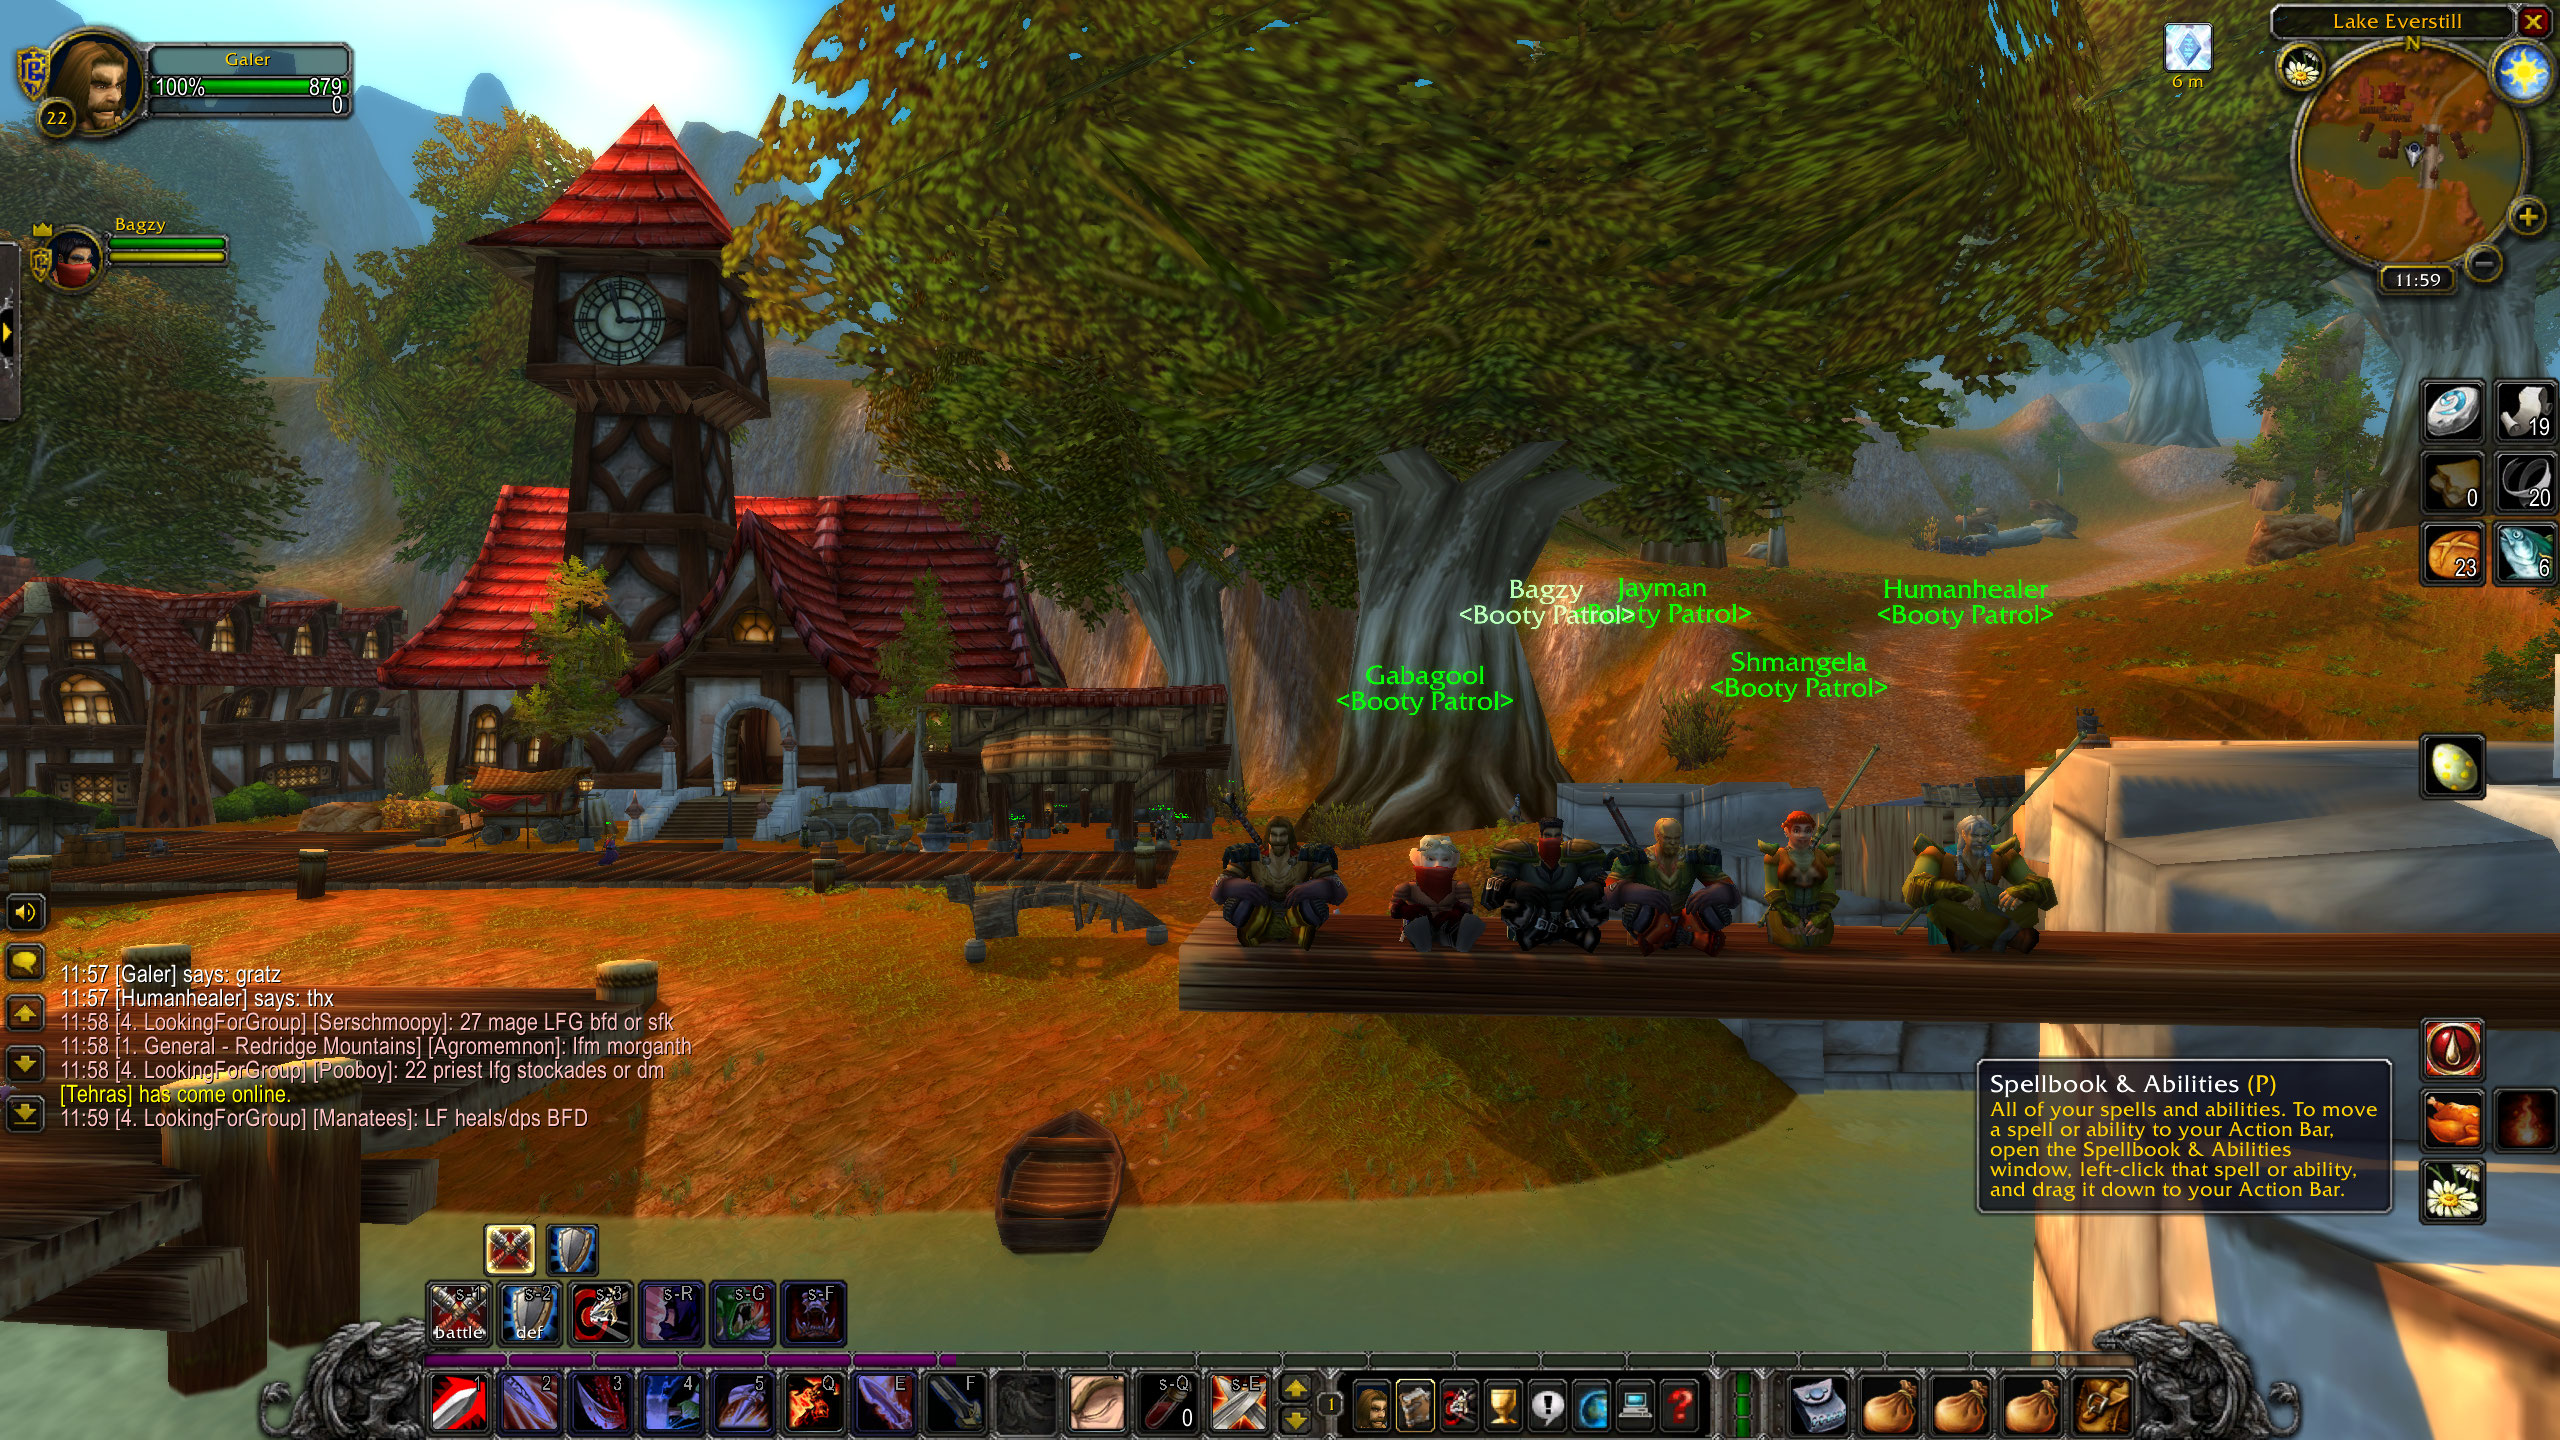 Galer
100% 879
0
22
Bagzy
6 m
Lake Everstill
N
11:59
19
0
20
23
6
Bagzy
<Booty Patrol>
Jayman
<Booty Patrol>
Humanhealer
<Booty Patrol>
Gabagool
<Booty Patrol>
Shmangela
<Booty Patrol>
11:57 [Galer] says: gratz
11:57 [Humanhealer] says: thx
11:58 [4. LookingForGroup] [Serschmoopy]: 27 mage LFG bfd or sfk
11:58 [1. General - Redridge Mountains] [Agromemnon]: lfm morganth
11:58 [4. LookingForGroup] [Pooboy]: 22 priest lfg stockades or dm
[Tehras] has come online.
11:59 [4. LookingForGroup] [Manatees]: LF heals/dps BFD
Spellbook & Abilities (P)
All of your spells and abilities. To move
a spell or ability to your Action Bar,
open the Spellbook & Abilities
window, left-click that spell or ability,
and drag it down to your Action Bar.
s-1 s-2 s-3 s-R s-G s-F
battle def
1 2 3 4 5 Q E F s-Q s-E
0
1